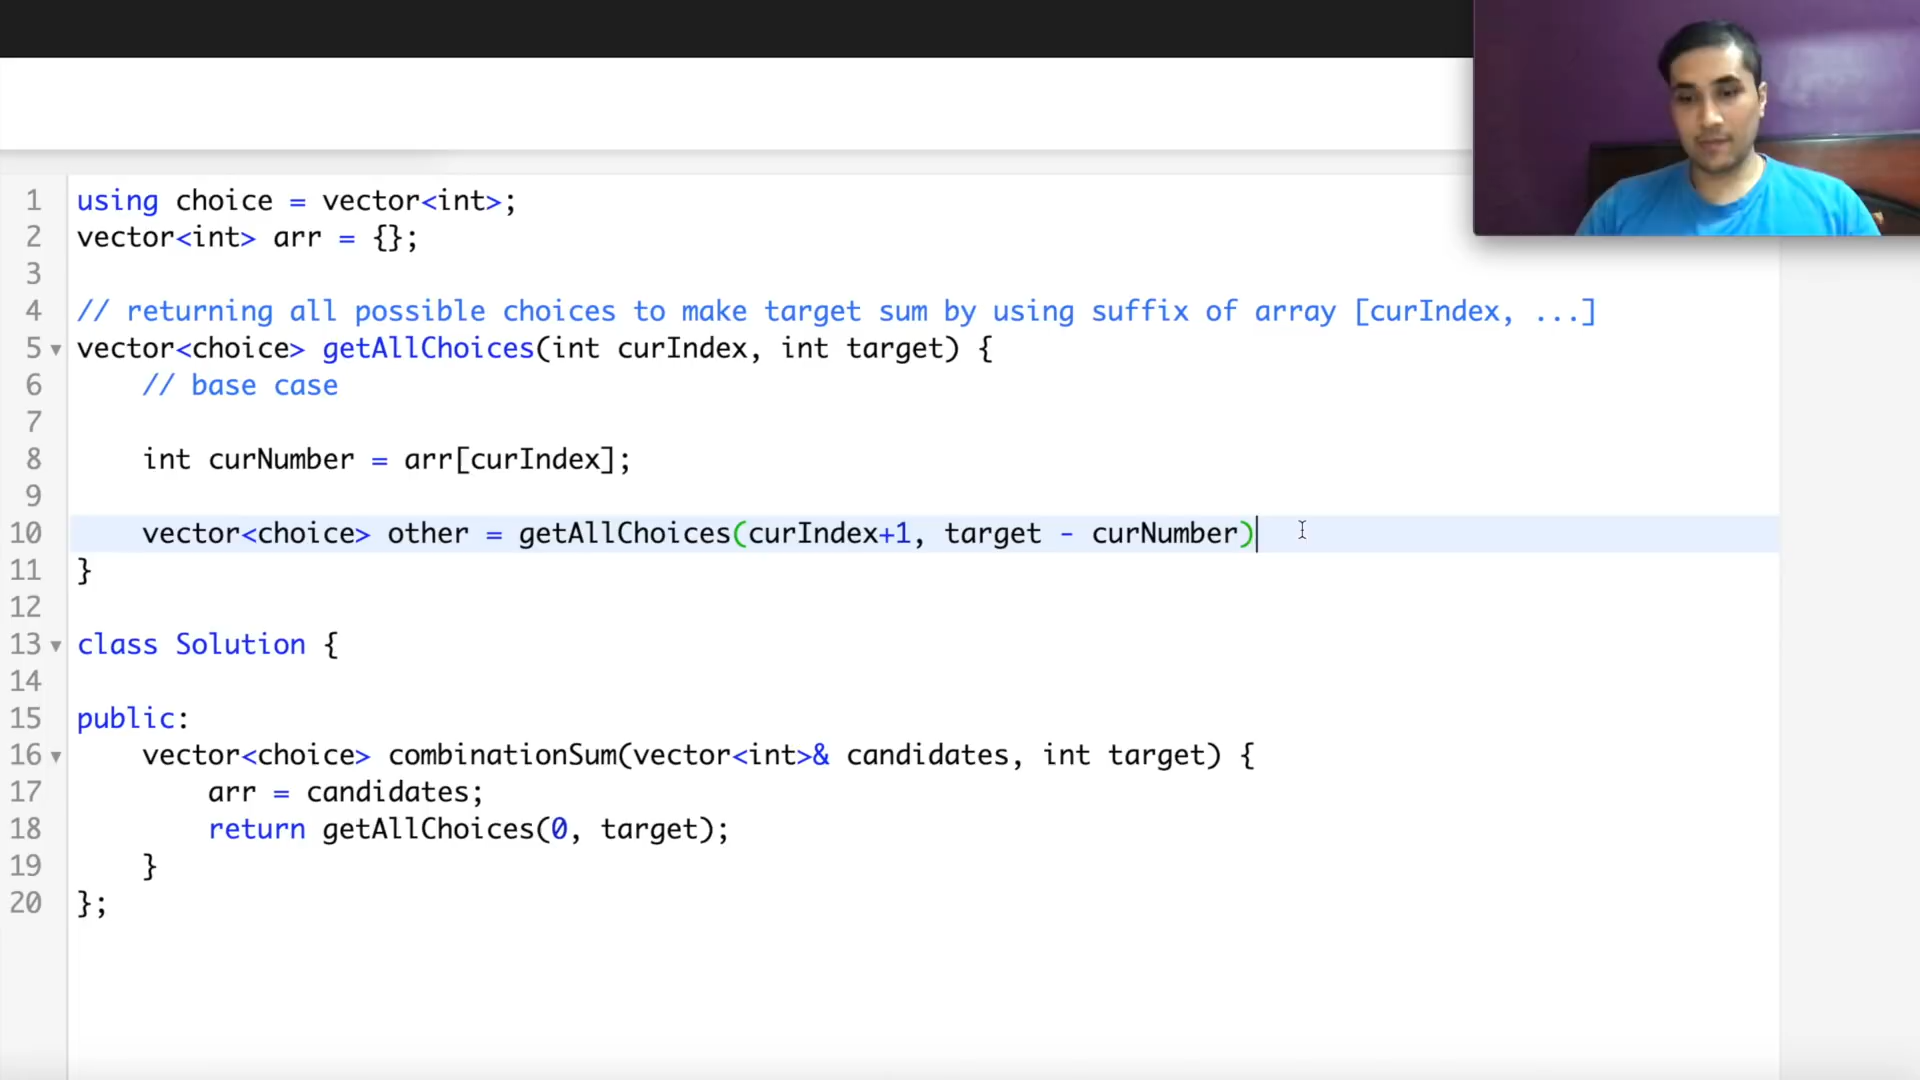 1 using choice = vector<int>;
2 vector<int> arr = {};
3
4 // returning all possible choices to make target sum by using suffix of array [curIndex, ...]
5 vector<choice> getAllChoices(int curIndex, int target) {
6 // base case
7
8 int curNumber = arr[curIndex];
9
10 vector<choice> other = getAllChoices(curIndex+1, target - curNumber)
11 }
12
13 class Solution {
14
15 public:
16 vector<choice> combinationSum(vector<int>& candidates, int target) {
17 arr = candidates;
18 return getAllChoices(0, target);
19 }
20 };